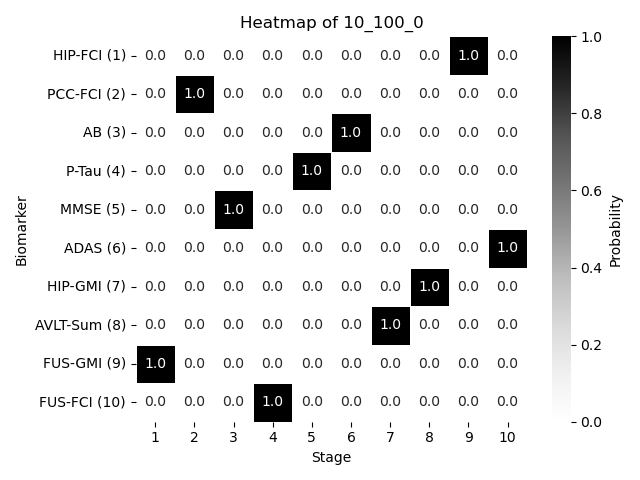 Heatmap of 10_100_0
HIP-FCI (1) 0.0 0.0 0.0 0.0 0.0 0.0 0.0 0.0 1.0 0.0
PCC-FCI (2) 0.0 1.0 0.0 0.0 0.0 0.0 0.0 0.0 0.0 0.0
AB (3) 0.0 0.0 0.0 0.0 0.0 1.0 0.0 0.0 0.0 0.0
P-Tau (4) 0.0 0.0 0.0 0.0 1.0 0.0 0.0 0.0 0.0 0.0
MMSE (5) 0.0 0.0 1.0 0.0 0.0 0.0 0.0 0.0 0.0 0.0
ADAS (6) 0.0 0.0 0.0 0.0 0.0 0.0 0.0 0.0 0.0 1.0
HIP-GMI (7) 0.0 0.0 0.0 0.0 0.0 0.0 0.0 1.0 0.0 0.0
AVLT-Sum (8) 0.0 0.0 0.0 0.0 0.0 0.0 1.0 0.0 0.0 0.0
FUS-GMI (9) 1.0 0.0 0.0 0.0 0.0 0.0 0.0 0.0 0.0 0.0
FUS-FCI (10) 0.0 0.0 0.0 1.0 0.0 0.0 0.0 0.0 0.0 0.0
1 2 3 4 5 6 7 8 9 10
Stage
Biomarker
1.0
0.8
0.6
0.4
0.2
0.0
Probability